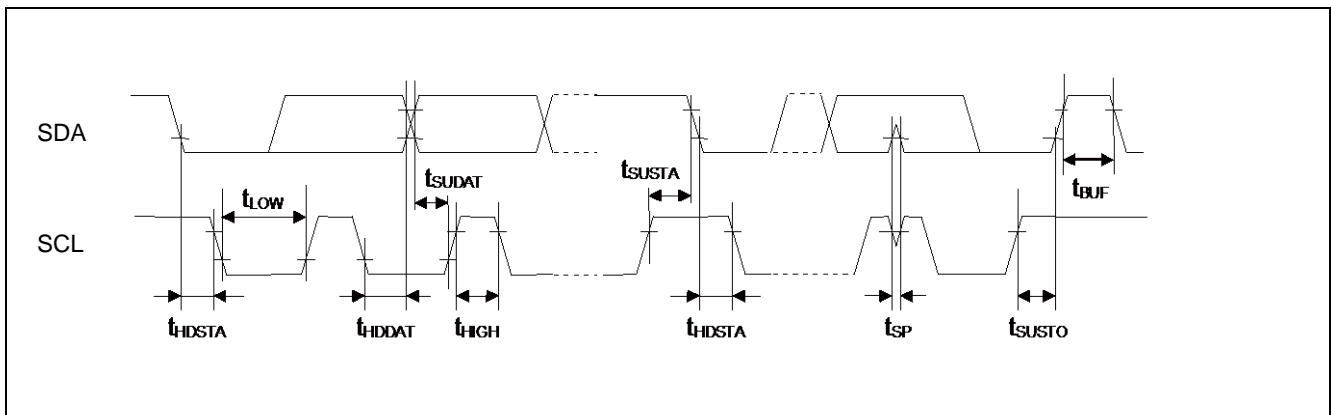 SDA
tSUDAT
tSUSTA
tBUF
tLOW
SCL
tHDSTA
tHDDAT
tHIGH
tHDSTA
tSP
tSUSTO